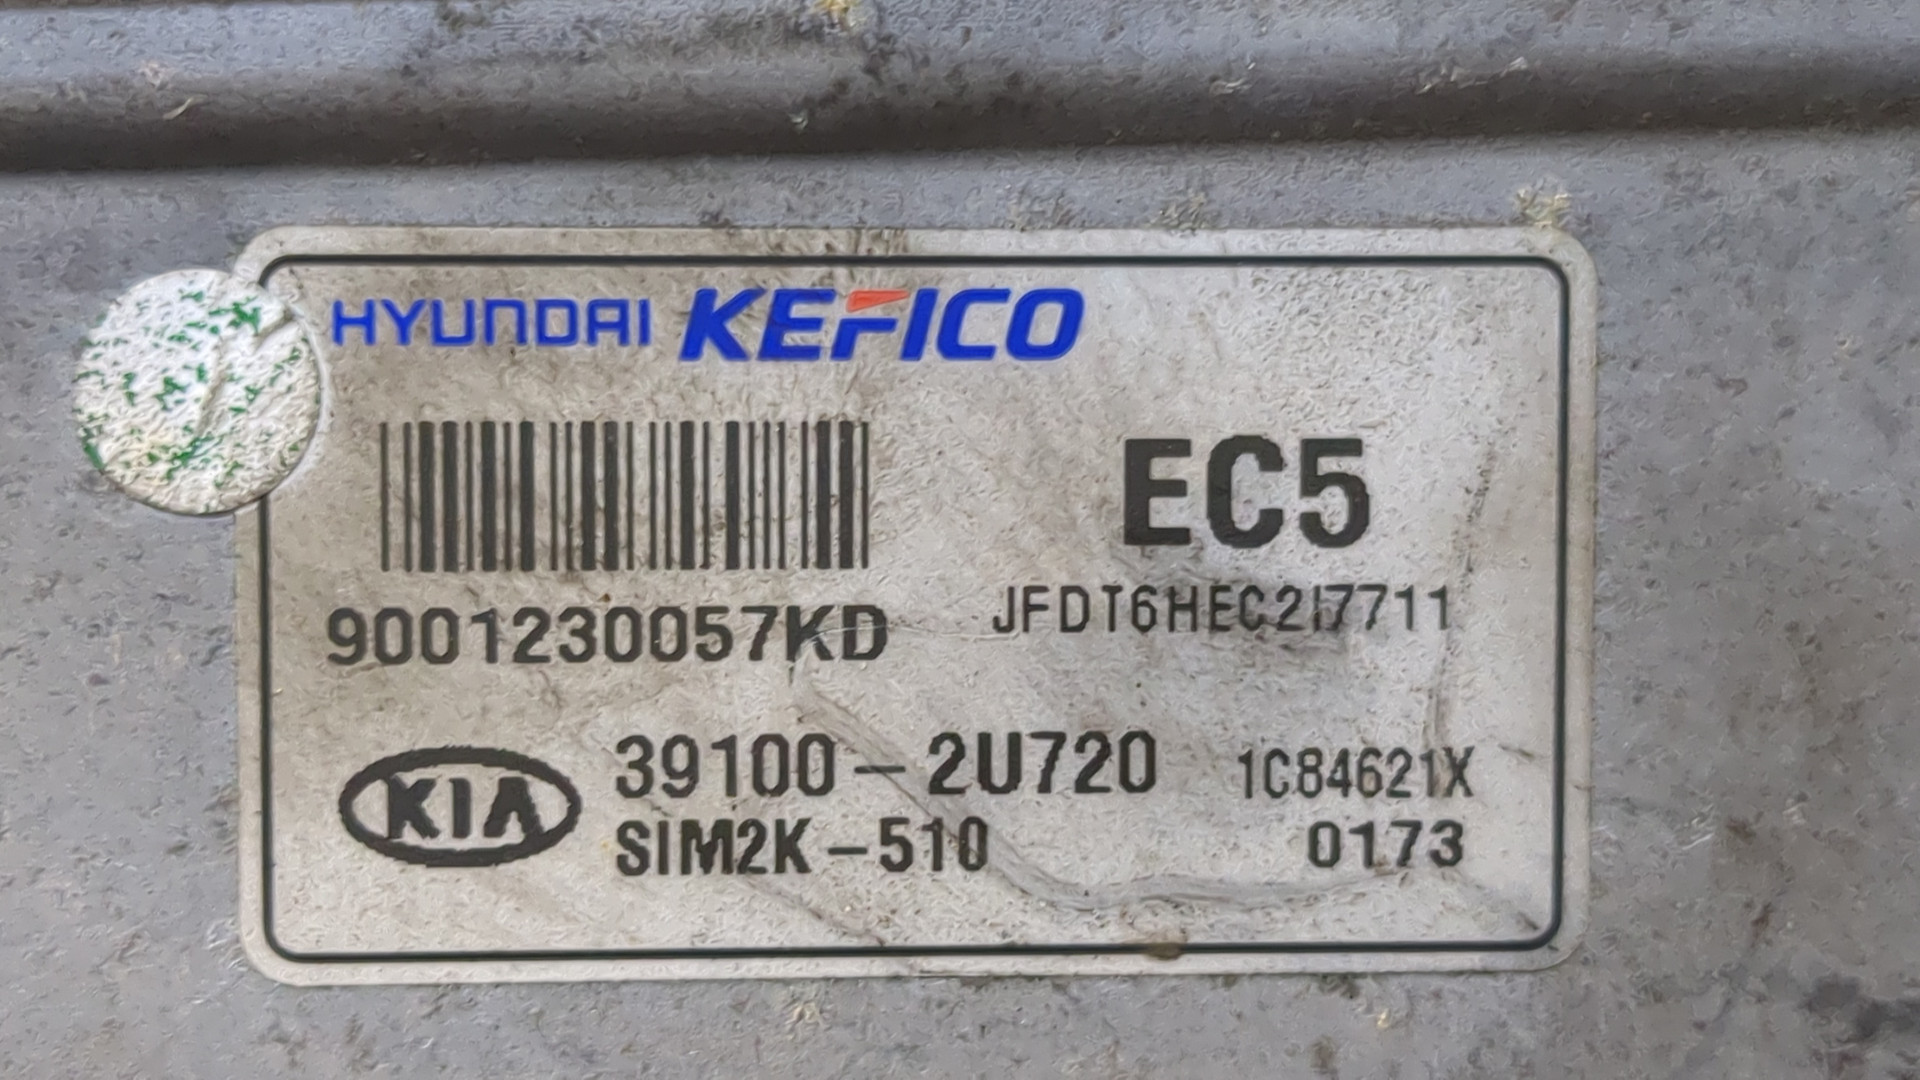 HYUNDAI KEFICO
EC5
9001230057KD
JFDT6HEC2I7711
KIA
39100-2U720
1C84621X
SIM2K-510
0173